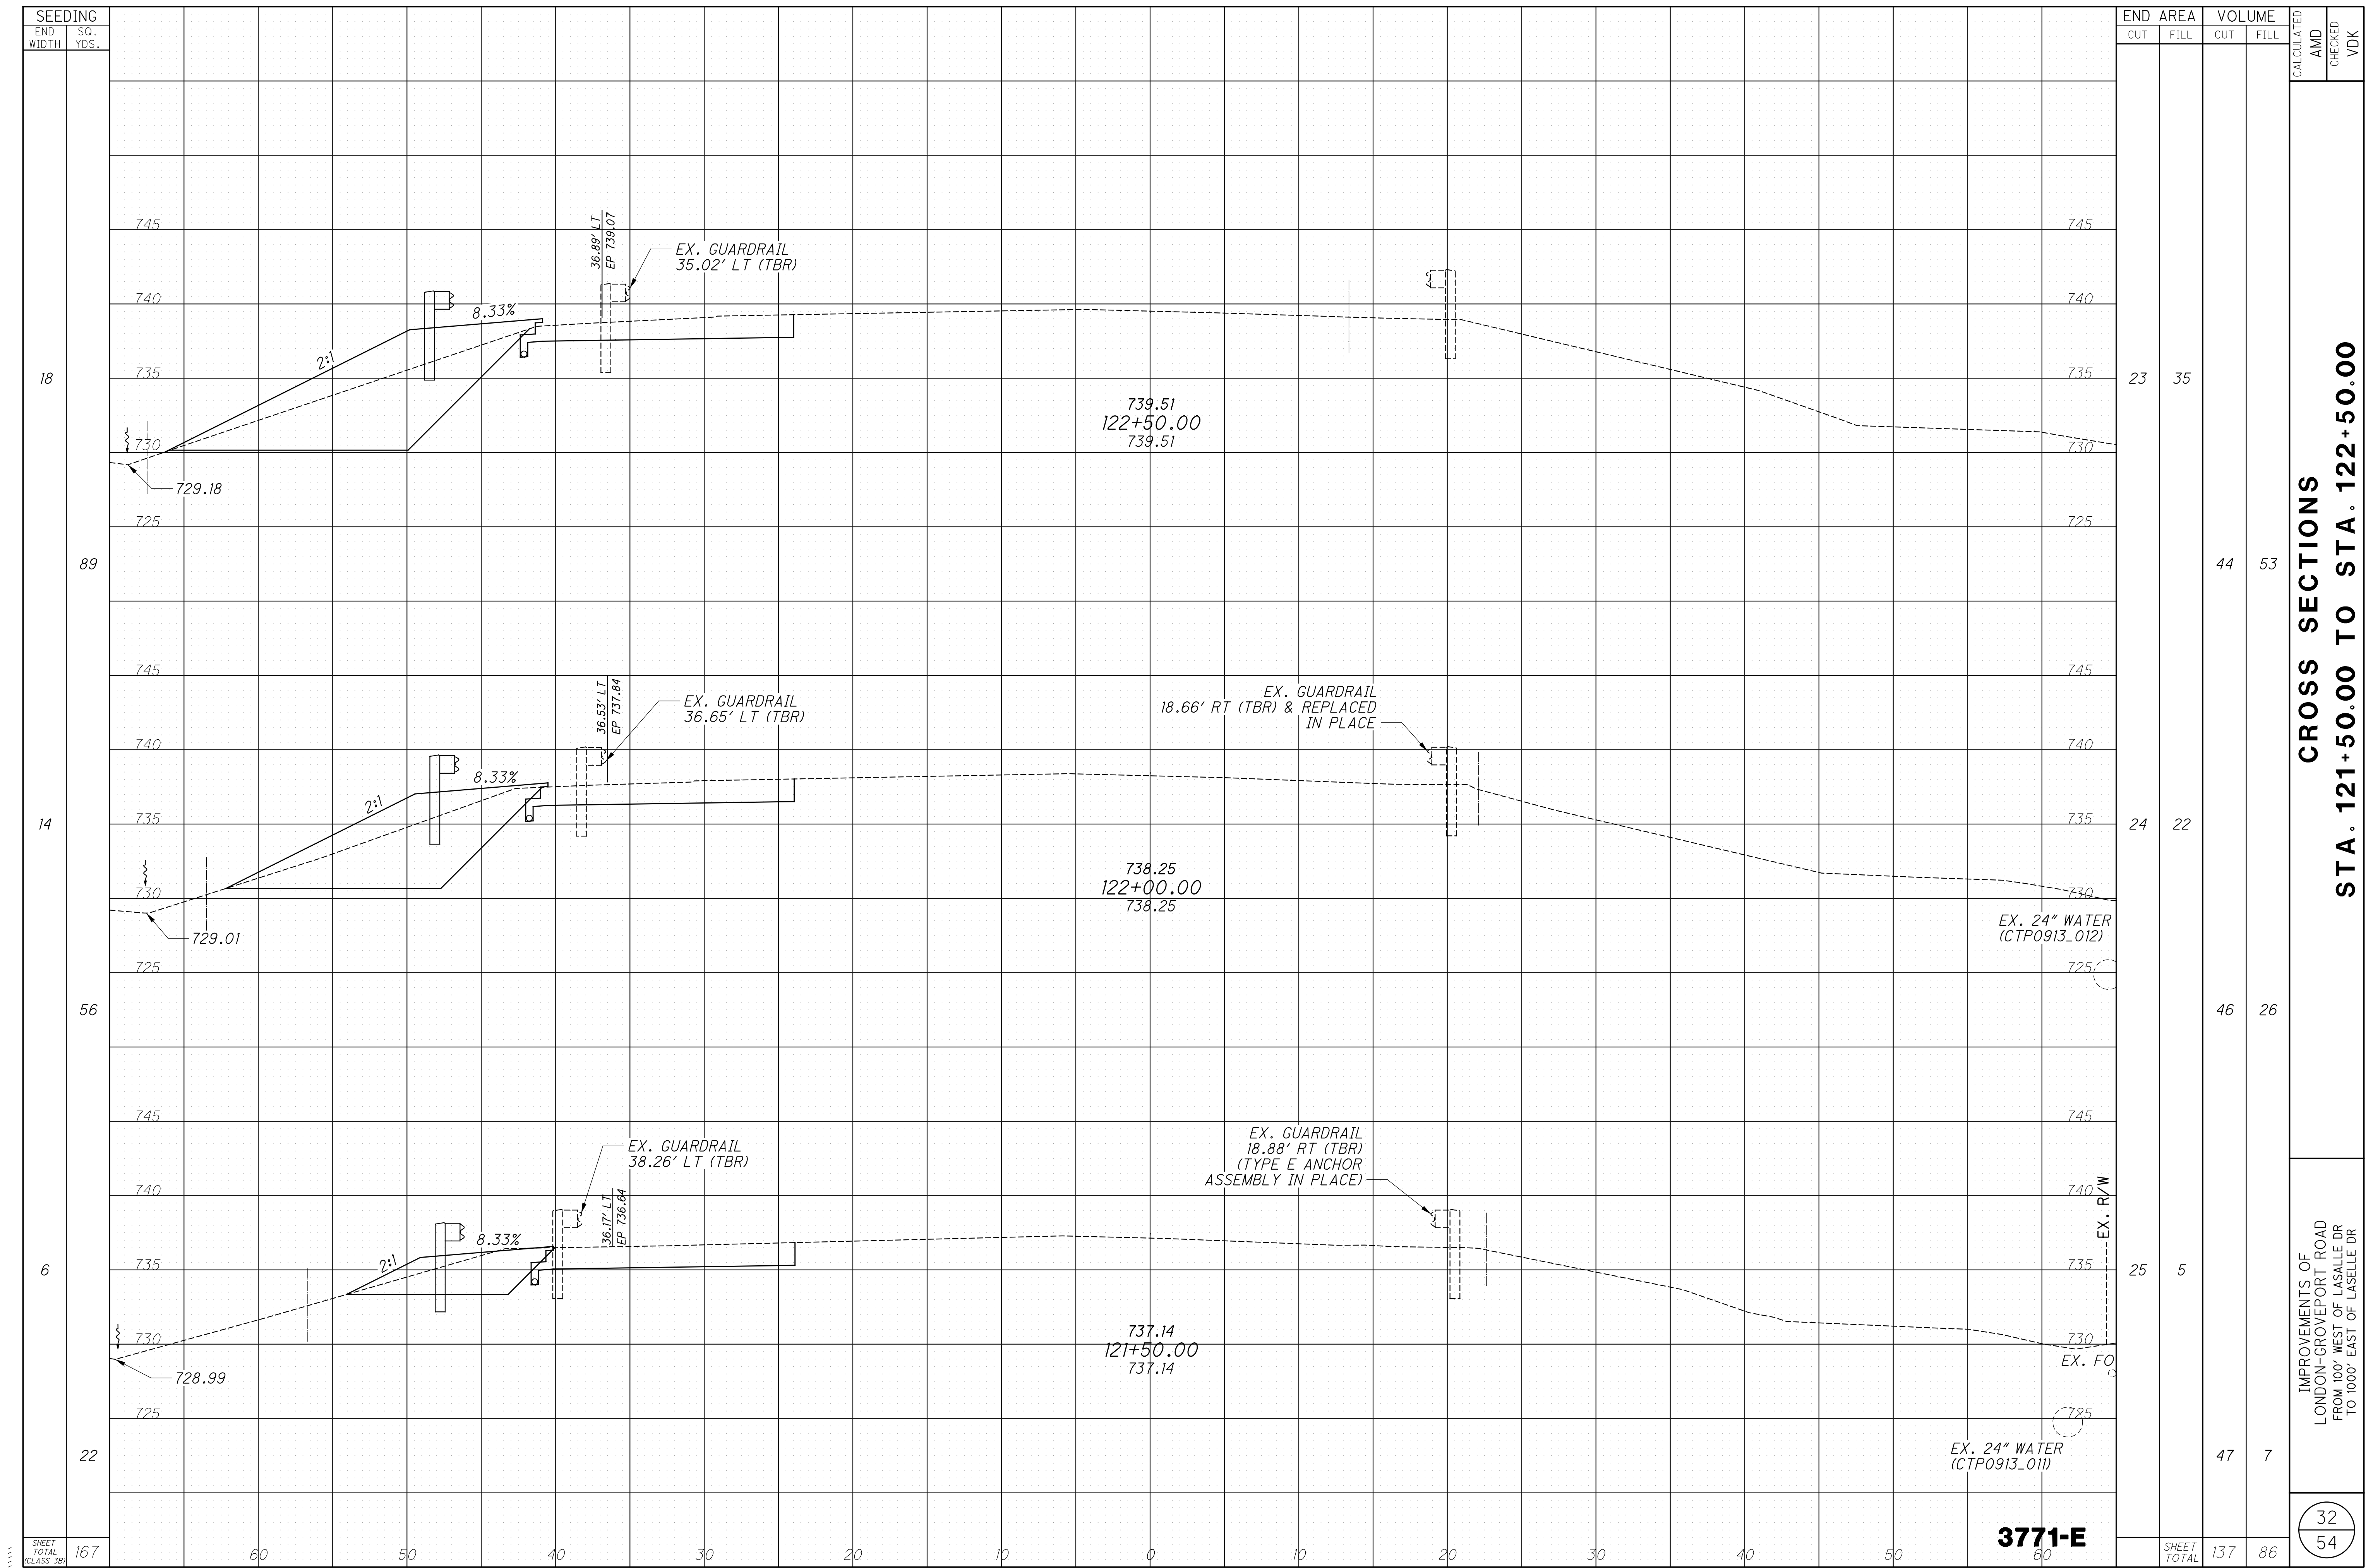 SEEDING
END WIDTH
SQ. YDS.
END AREA
VOLUME
CUT
FILL
CUT
FILL
CALCULATED
AMD
CHECKED
VDK
745
745
36.89' LT
EP 739.07
EX. GUARDRAIL
35.02' LT (TBR)
740
8.33%
740
2:1
18
735
735
23
35
739.51
122+50.00
739.51
730
730
729.18
725
725
89
44
53
745
745
36.53' LT
EP 737.84
EX. GUARDRAIL
36.65' LT (TBR)
EX. GUARDRAIL
18.66' RT (TBR) & REPLACED
IN PLACE
740
740
8.33%
2:1
14
735
735
24
22
738.25
122+00.00
738.25
730
730
729.01
EX. 24" WATER
(CTP0913_012)
725
725
56
46
26
745
745
EX. GUARDRAIL
38.26' LT (TBR)
36.17' LT
EP 736.64
EX. GUARDRAIL
18.88' RT (TBR)
(TYPE E ANCHOR
ASSEMBLY IN PLACE)
740
740
EX. R/W
8.33%
2:1
6
735
735
25
5
737.14
121+50.00
737.14
730
730
EX. FO
728.99
725
725
EX. 24" WATER
(CTP0913_011)
22
47
7
3771-E
SHEET
TOTAL
(CLASS 3B)
167
60
50
40
30
20
10
0
10
20
30
40
50
60
SHEET
TOTAL
137
86
CROSS SECTIONS
STA. 121+50.00 TO STA. 122+50.00
IMPROVEMENTS OF
LONDON-GROVEPORT ROAD
FROM 100' WEST OF LASALLE DR
TO 1000' EAST OF LASELLE DR
32
54